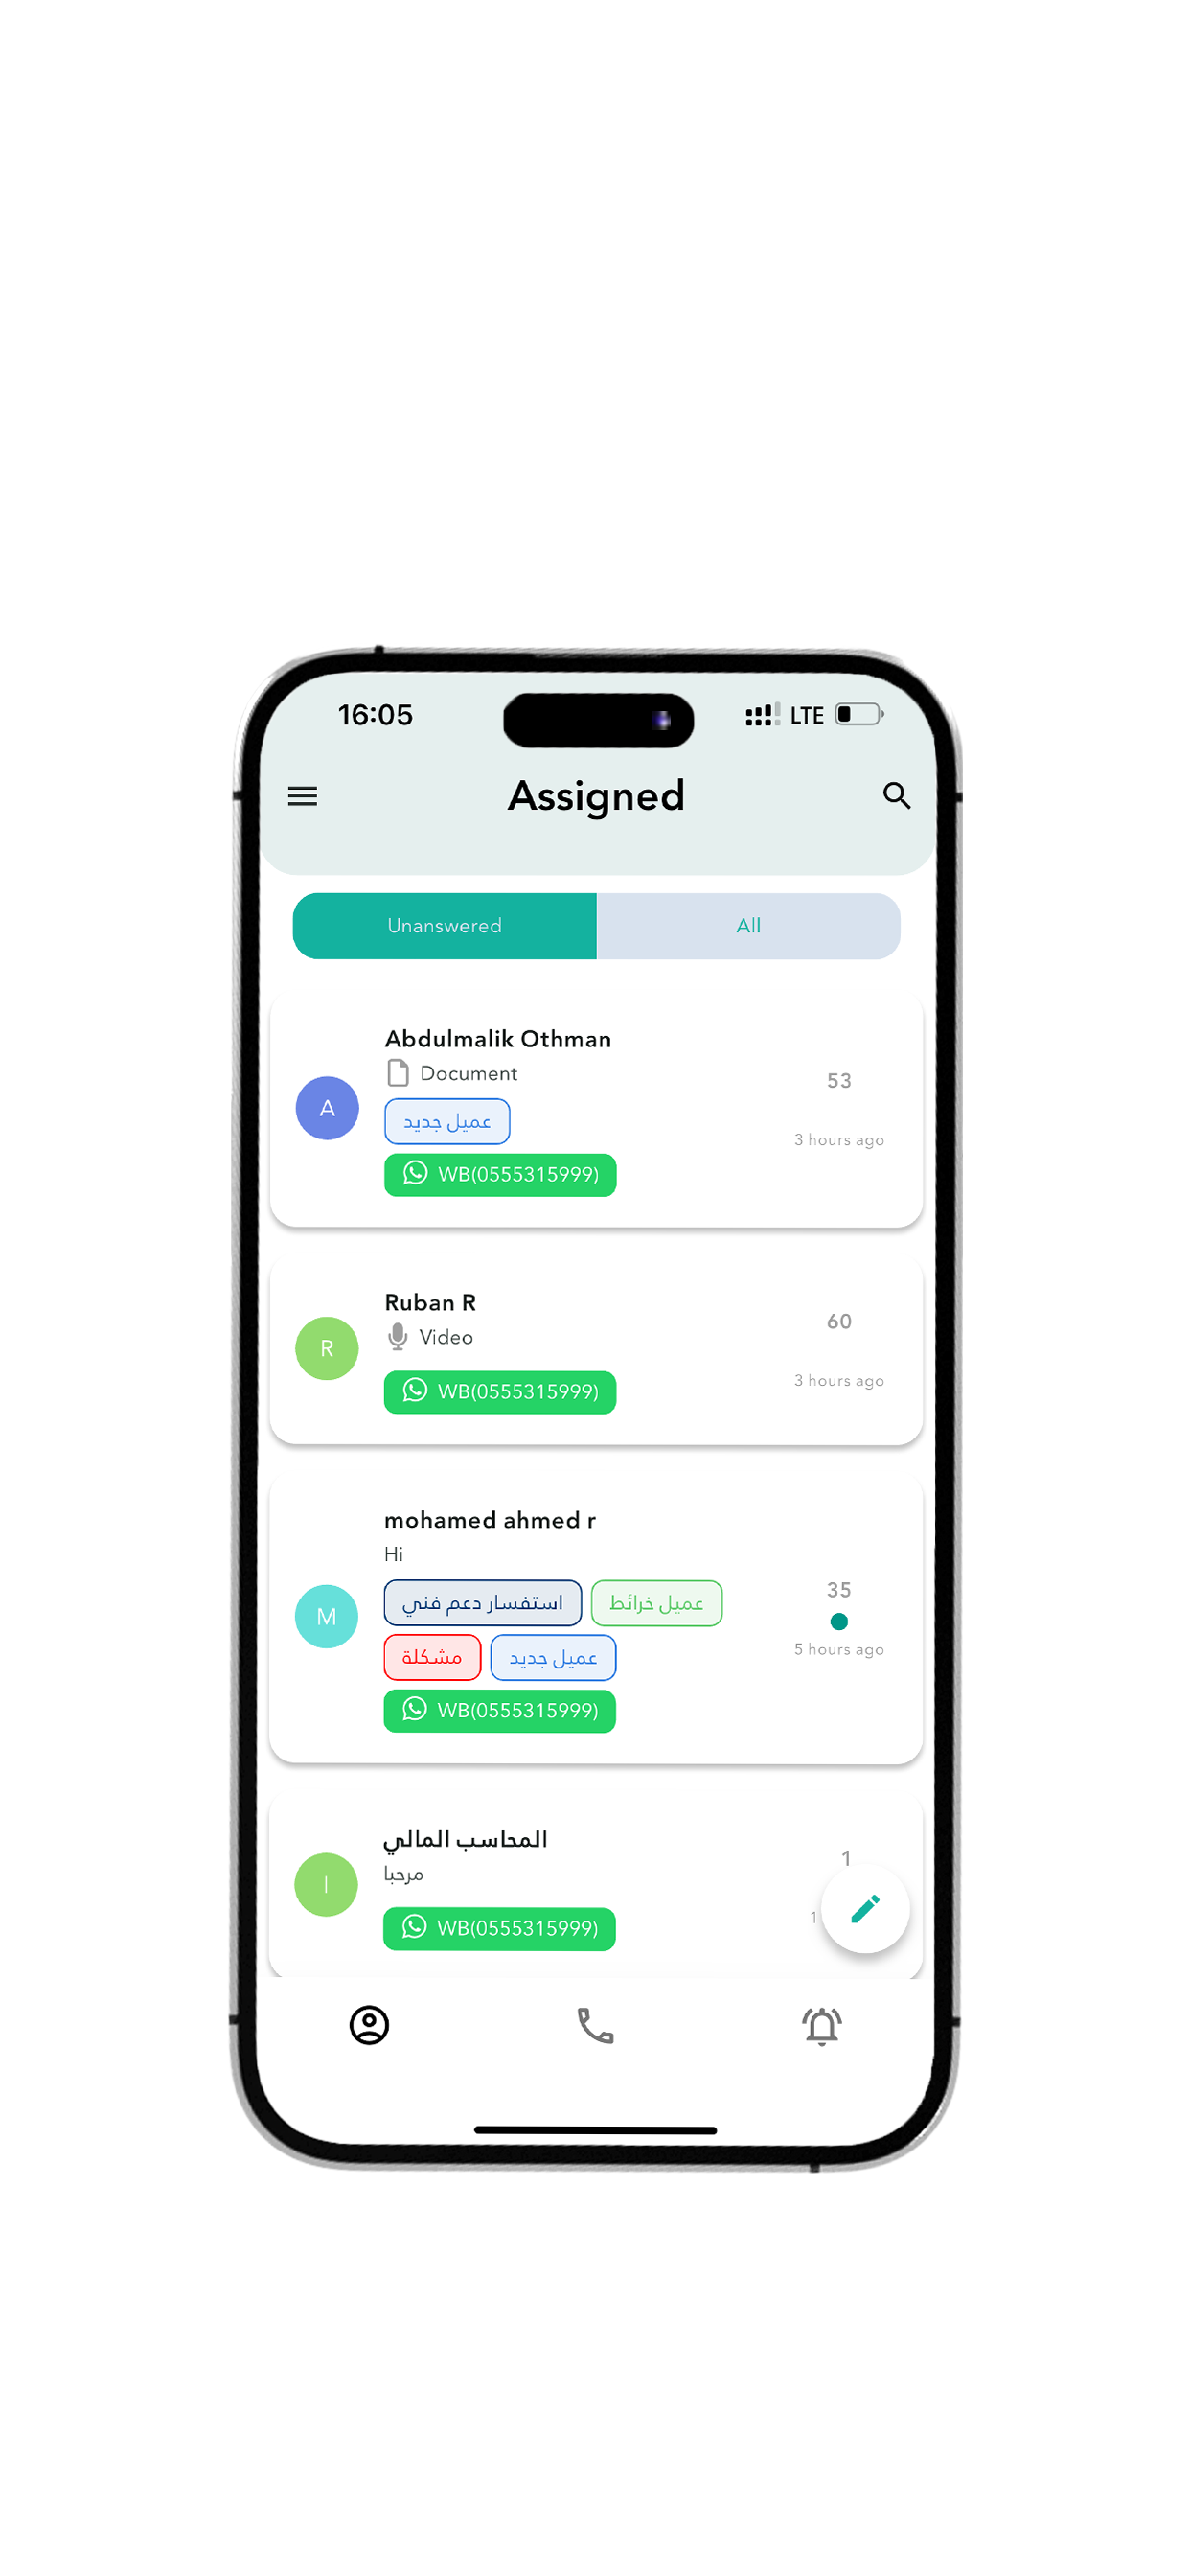 16:05 LTE
Assigned
Unanswered All
Abdulmalik Othman
Document
53
A
عميل جديد
3 hours ago
WB(0555315999)
Ruban R
60
Video
R
3 hours ago
WB(0555315999)
mohamed ahmed r
Hi
35
استفسار دعم فني عميل خرائط
M
5 hours ago
مشكلة عميل جديد
WB(0555315999)
المحاسب المالي
1
مرحبا
I
1
WB(0555315999)